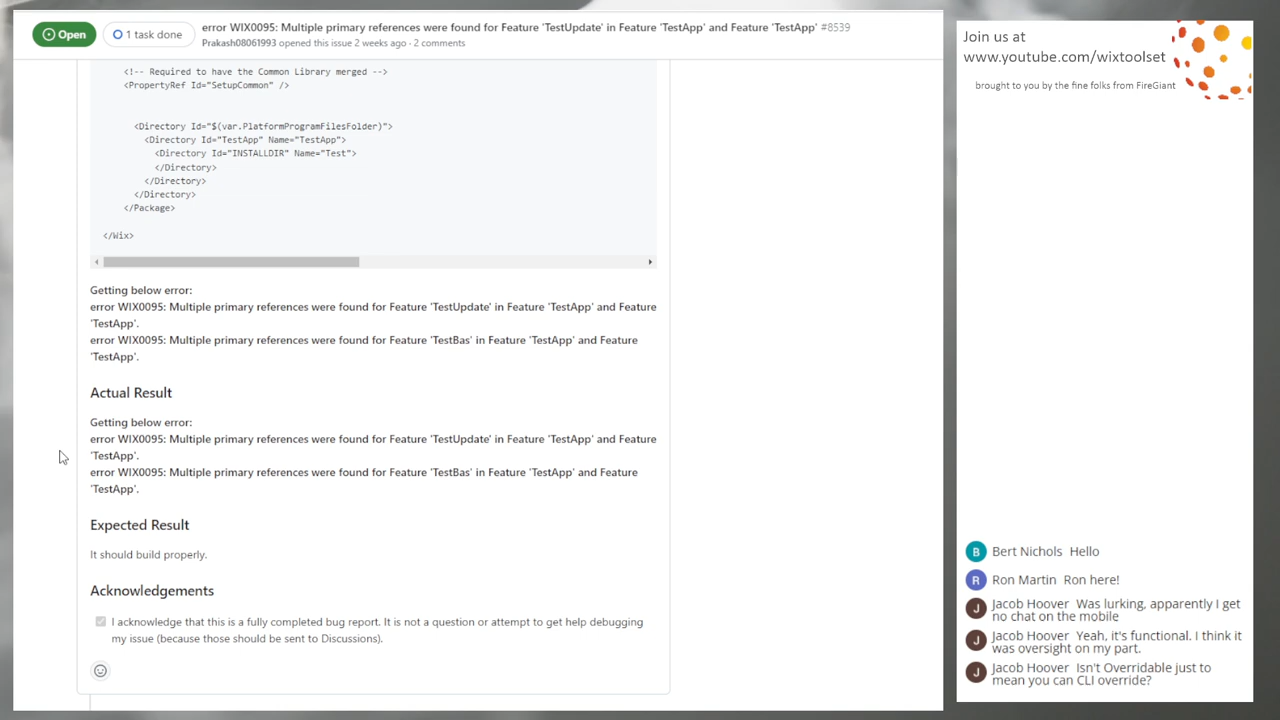 Open
1 task done
error WIX0095: Multiple primary references were found for Feature 'TestUpdate' in Feature 'TestApp' and Feature 'TestApp' #8539
Prakash08061993 opened this issue 2 weeks ago · 2 comments
<!-- Required to have the Common Library merged -->
<PropertyRef Id="SetupCommon" />
<Directory Id="$(var.PlatformProgramFilesFolder)">
<Directory Id="TestApp" Name="TestApp">
<Directory Id="INSTALLDIR" Name="Test">
</Directory>
</Directory>
</Directory>
</Package>
</Wix>
Getting below error:
error WIX0095: Multiple primary references were found for Feature 'TestUpdate' in Feature 'TestApp' and Feature
'TestApp'.
error WIX0095: Multiple primary references were found for Feature 'TestBas' in Feature 'TestApp' and Feature
'TestApp'.
Actual Result
Getting below error:
error WIX0095: Multiple primary references were found for Feature 'TestUpdate' in Feature 'TestApp' and Feature
'TestApp'.
error WIX0095: Multiple primary references were found for Feature 'TestBas' in Feature 'TestApp' and Feature
'TestApp'.
Expected Result
It should build properly.
Acknowledgements
I acknowledge that this is a fully completed bug report. It is not a question or attempt to get help debugging
my issue (because those should be sent to Discussions).
Join us at
www.youtube.com/wixtoolset
brought to you by the fine folks from FireGiant
B Bert Nichols Hello
R Ron Martin Ron here!
J Jacob Hoover Was lurking, apparently I get
no chat on the mobile
J Jacob Hoover Yeah, it's functional. I think it
was oversight on my part.
J Jacob Hoover Isn't Overridable just to
mean you can CLI override?